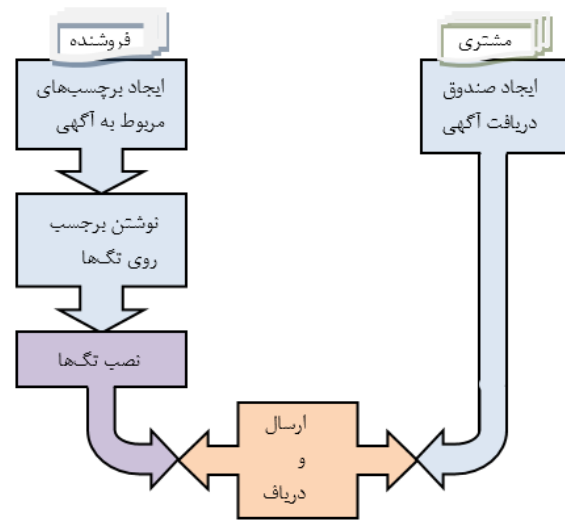 فروشنده
مشتری
ایجاد برچسب‌های
مربوط به آگهی
ایجاد صندوق
دریافت آگهی
نوشتن برجسب
روی تگ‌ها
نصب تگ‌ها
ارسال
و
دریاف